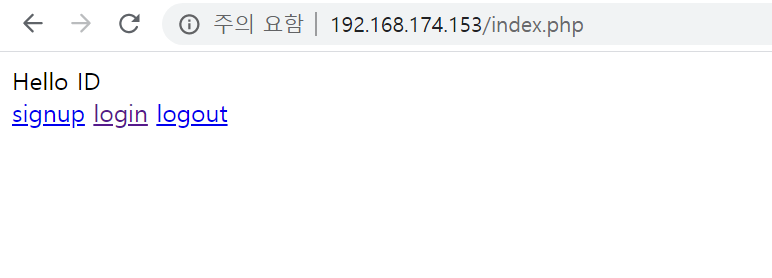 주의 요함 192.168.174.153/index.php
Hello ID
signup login logout